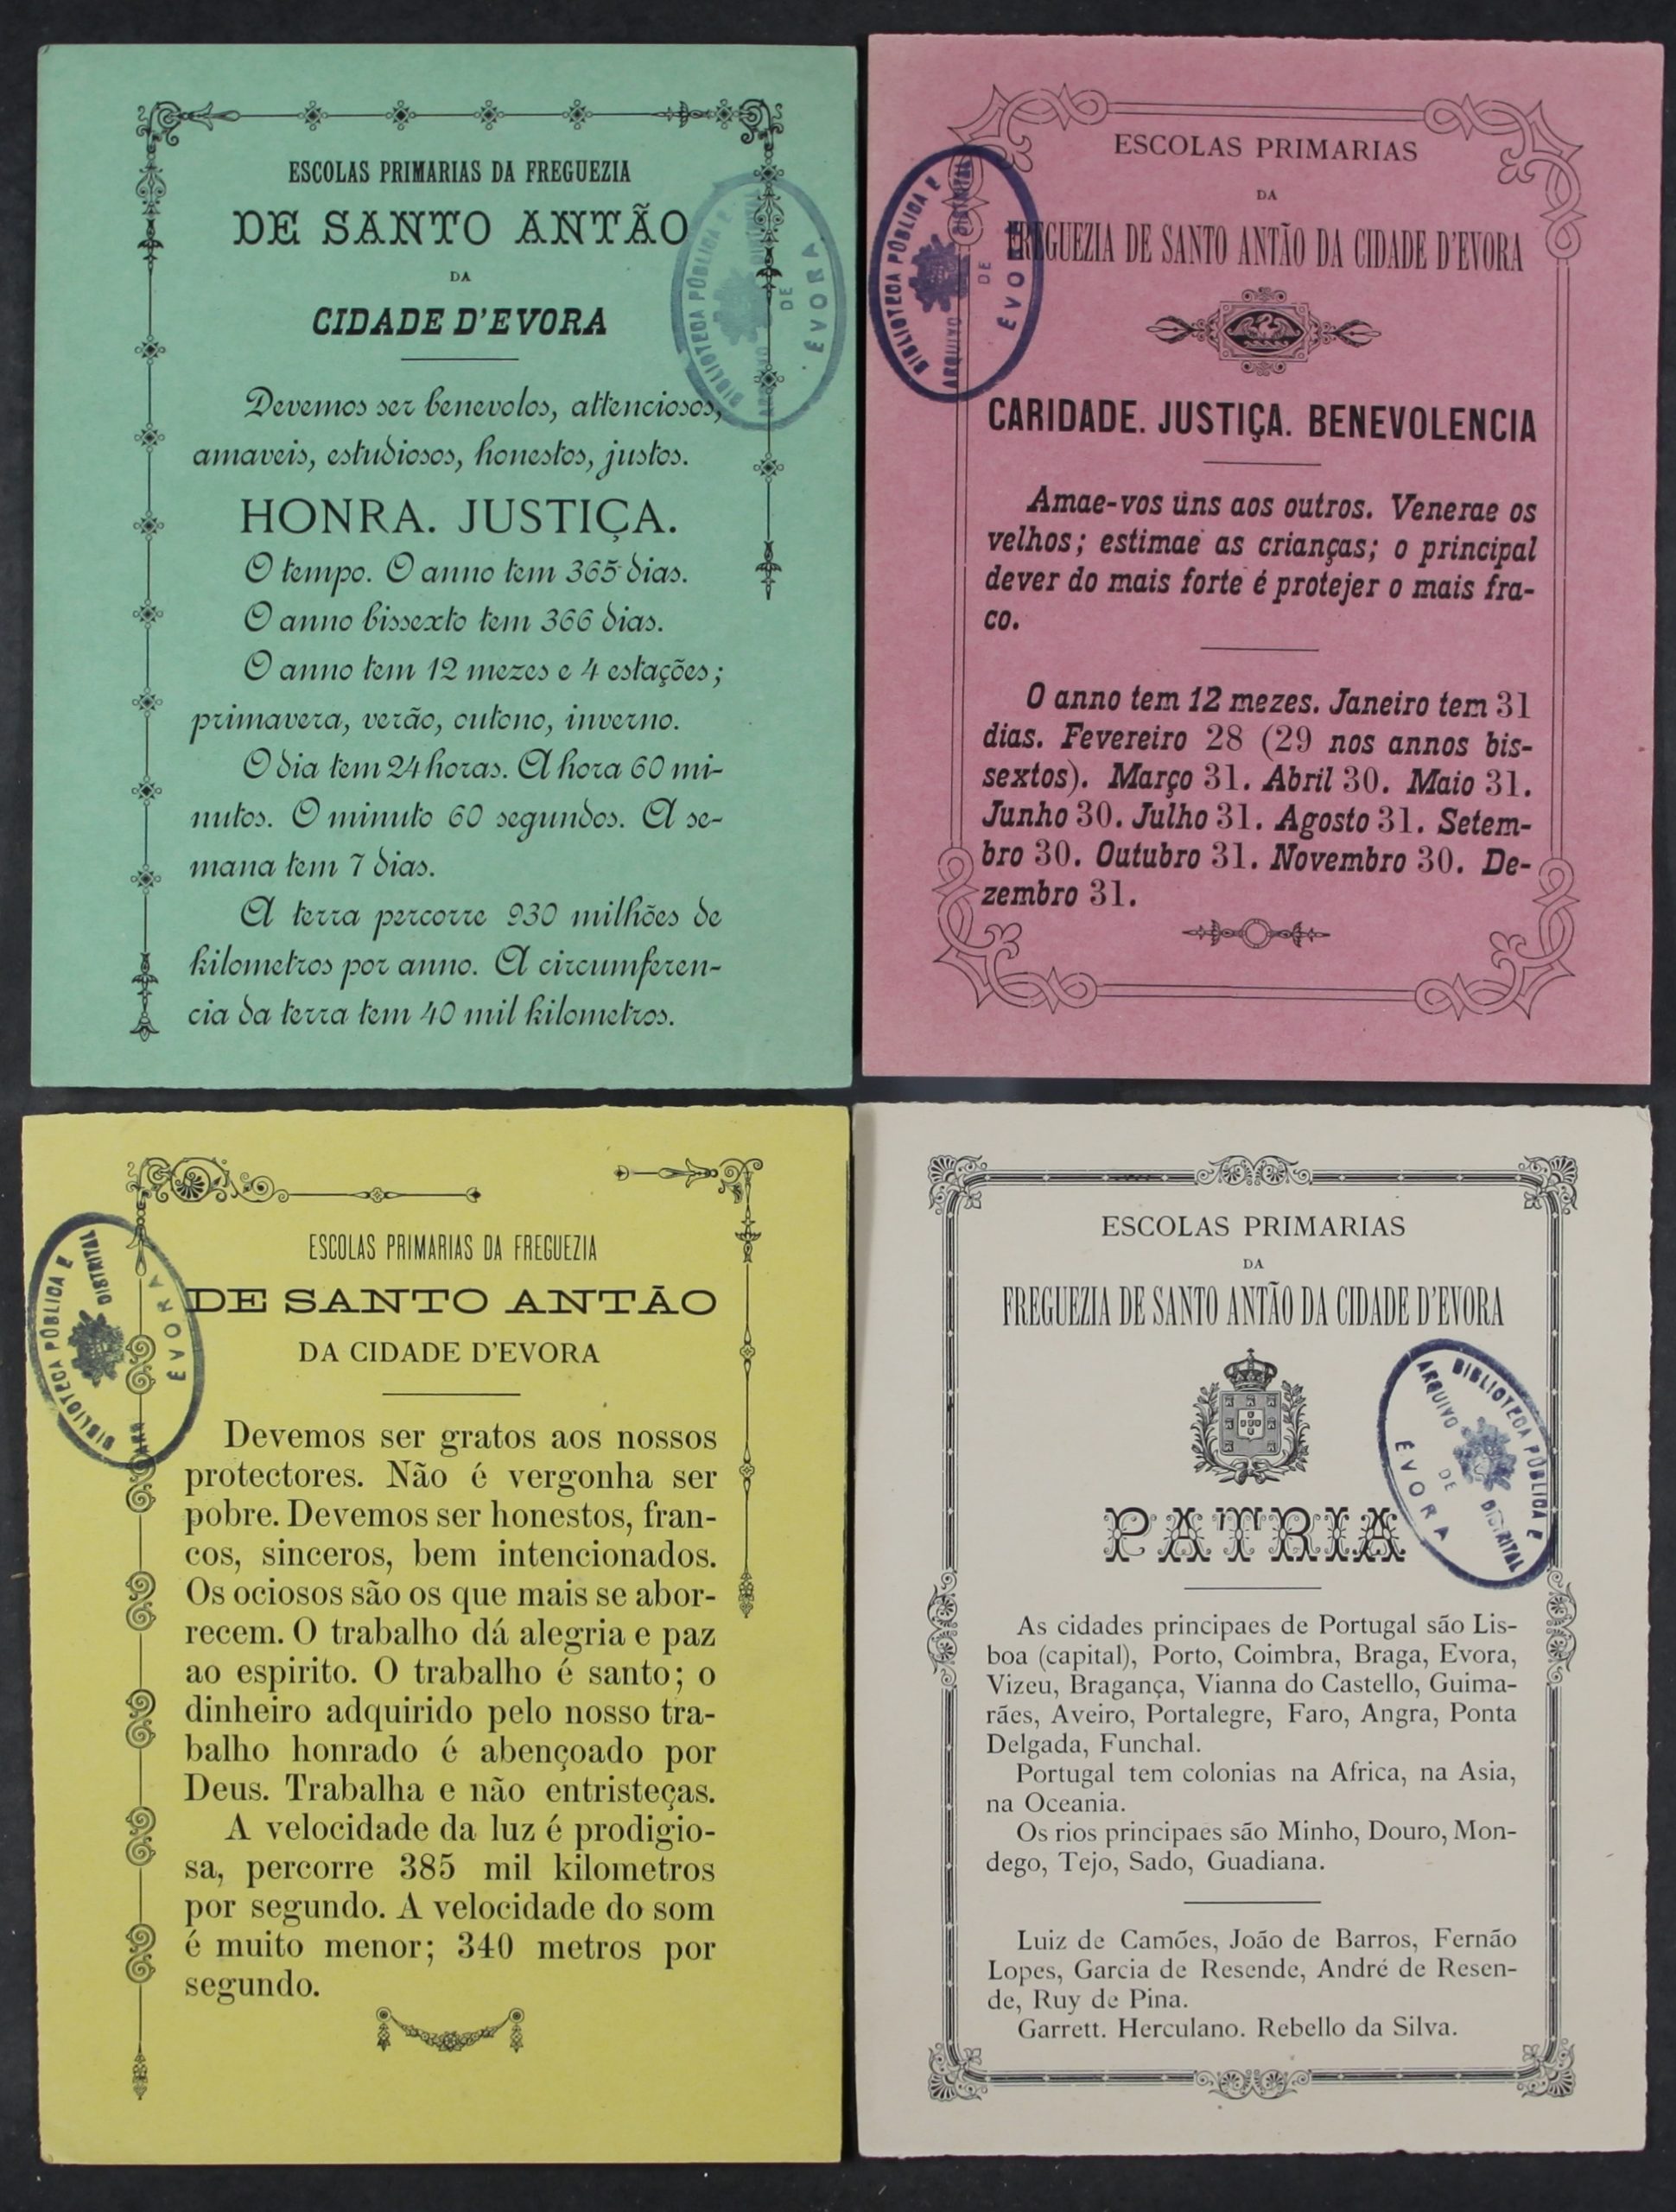 ESCOLAS PRIMARIAS DA FREGUEZIA
DE SANTO ANTÃO
DA
CIDADE D'EVORA
Devemos ser benevolos, attenciosos,
amaveis, estudiosos, honestos, justos.
HONRA. JUSTIÇA.
O tempo. O anno tem 365 dias.
O anno bissexto tem 366 dias.
O anno tem 12 mezes e 4 estações;
primavera, verão, outono, inverno.
O dia tem 24 horas. A hora 60 mi-
nutos. O minuto 60 segundos. A se-
mana tem 7 dias.
A terra percorre 930 milhões de
kilometros por anno. A circumferen-
cia da terra tem 40 mil kilometros.
BIBLIOTECA PÚBLICA E
ARQUIVO DISTRITAL
DE
ÉVORA
ESCOLAS PRIMARIAS
DA
FREGUEZIA DE SANTO ANTÃO DA CIDADE D'EVORA
CARIDADE. JUSTIÇA. BENEVOLENCIA
Amae-vos uns aos outros. Venerae os
velhos; estimae as crianças; o principal
dever do mais forte é protejer o mais fra-
co.
O anno tem 12 mezes. Janeiro tem 31
dias. Fevereiro 28 (29 nos annos bis-
sextos). Março 31. Abril 30. Maio 31.
Junho 30. Julho 31. Agosto 31. Setem-
bro 30. Outubro 31. Novembro 30. De-
zembro 31.
BIBLIOTECA PÚBLICA E
ARQUIVO DISTRITAL
DE
ÉVORA
ESCOLAS PRIMARIAS DA FREGUEZIA
DE SANTO ANTÃO
DA CIDADE D'EVORA
Devemos ser gratos aos nossos
protectores. Não é vergonha ser
pobre. Devemos ser honestos, fran-
cos, sinceros, bem intencionados.
Os ociosos são os que mais se abor-
recem. O trabalho dá alegria e paz
ao espirito. O trabalho é santo; o
dinheiro adquirido pelo nosso tra-
balho honrado é abençoado por
Deus. Trabalha e não entristeças.
A velocidade da luz é prodigio-
sa, percorre 385 mil kilometros
por segundo. A velocidade do som
é muito menor; 340 metros por
segundo.
BIBLIOTECA PÚBLICA E
DISTRITAL
ÉVORA
ESCOLAS PRIMARIAS
DA
FREGUEZIA DE SANTO ANTÃO DA CIDADE D'EVORA
PATRIA
As cidades principaes de Portugal são Lis-
boa (capital), Porto, Coimbra, Braga, Evora,
Vizeu, Bragança, Vianna do Castello, Guima-
rães, Aveiro, Portalegre, Faro, Angra, Ponta
Delgada, Funchal.
Portugal tem colonias na Africa, na Asia,
na Oceania.
Os rios principaes são Minho, Douro, Mon-
dego, Tejo, Sado, Guadiana.
Luiz de Camões, João de Barros, Fernão
Lopes, Garcia de Resende, André de Resen-
de, Ruy de Pina.
Garrett. Herculano. Rebello da Silva.
BIBLIOTECA PÚBLICA E
ARQUIVO DISTRITAL
DE
ÉVORA